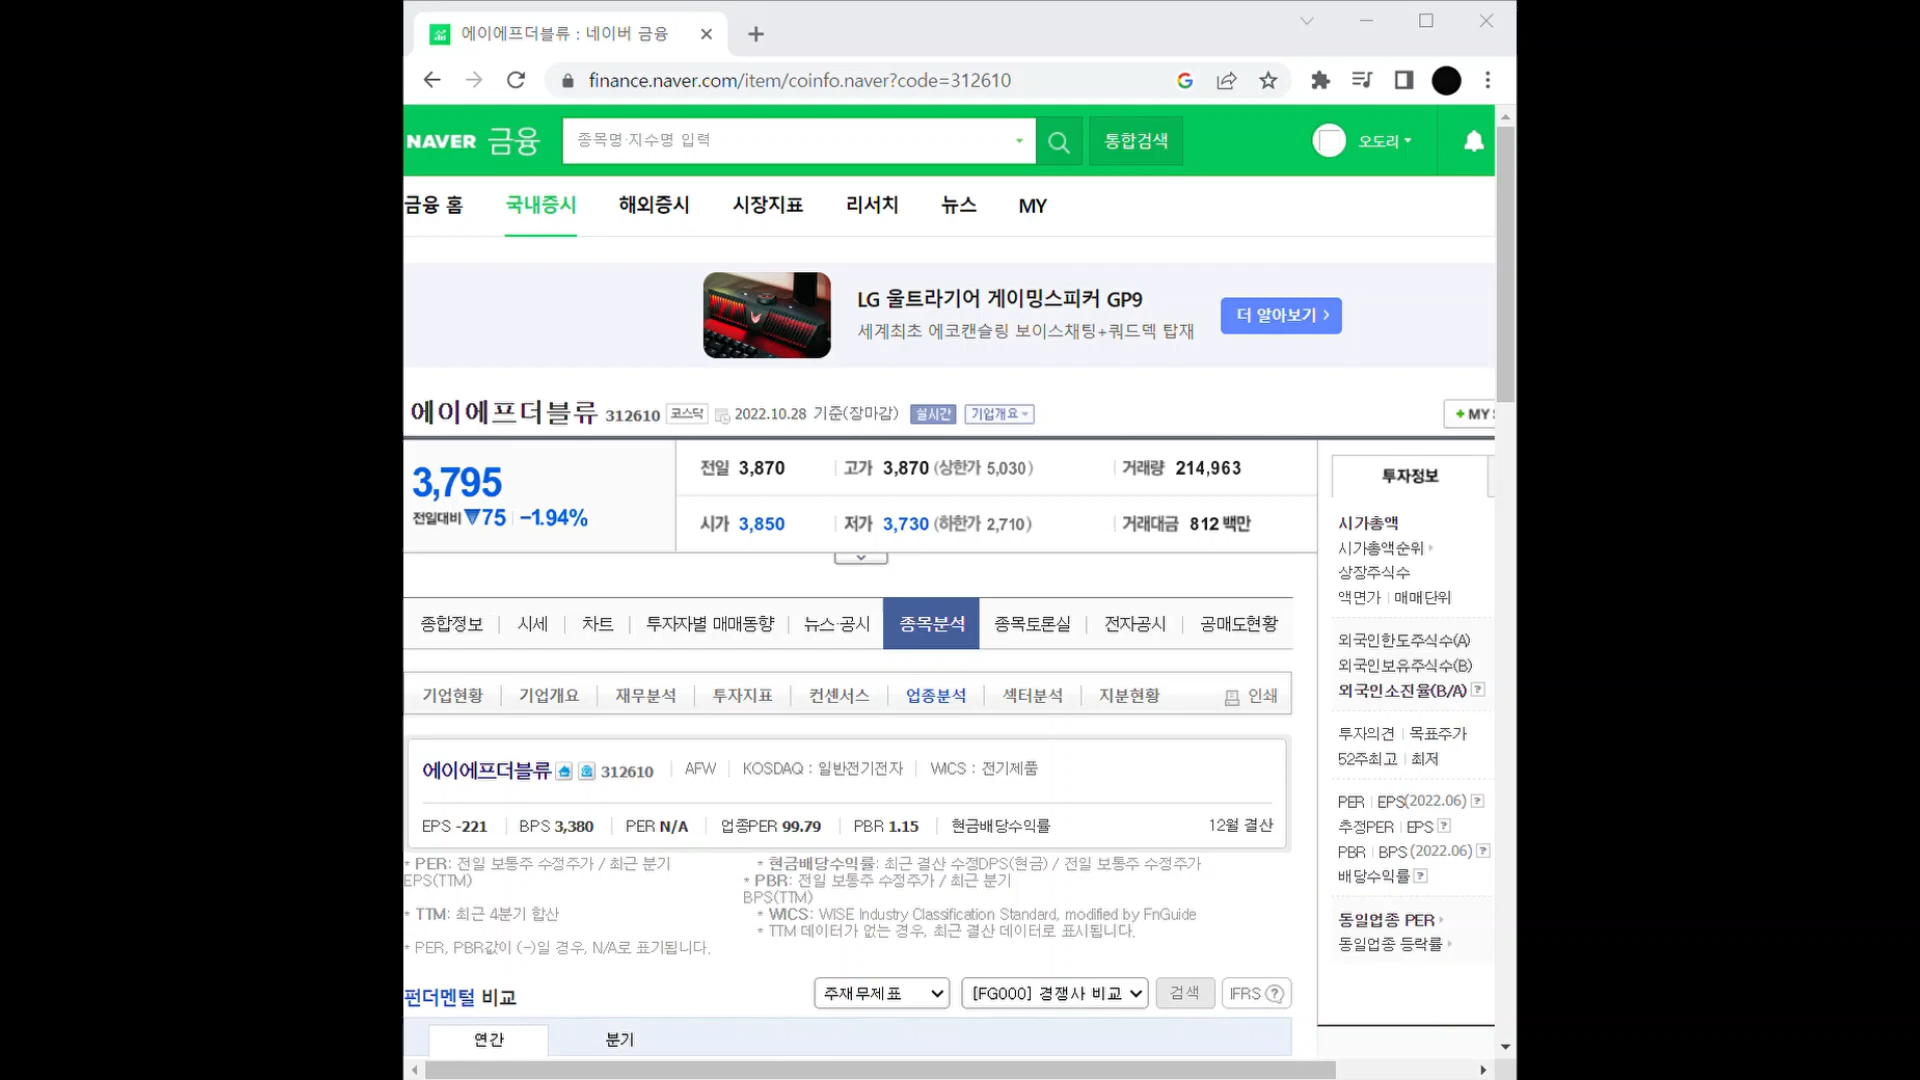 에이에프더블류 : 네이버 금융
finance.naver.com/item/coinfo.naver?code=312610
NAVER 금융 종목명·지수명 입력 통합검색 오도리
금융 홈 국내증시 해외증시 시장지표 리서치 뉴스 MY
LG 울트라기어 게이밍스피커 GP9
세계최초 에코캔슬링 보이스채팅+쿼드덱 탑재
더 알아보기 >
에이에프더블류 312610 코스닥 2022.10.28 기준(장마감) 실시간 기업개요
+ MY
3,795
전일대비 ▼75 -1.94%
전일 3,870 고가 3,870 (상한가 5,030) 거래량 214,963
시가 3,850 저가 3,730 (하한가 2,710) 거래대금 812 백만
종합정보 시세 차트 투자자별 매매동향 뉴스·공시 종목분석 종목토론실 전자공시 공매도현황
기업현황 기업개요 재무분석 투자지표 컨센서스 업종분석 섹터분석 지분현황 인쇄
에이에프더블류 312610 AFW KOSDAQ : 일반전기전자 WICS : 전기제품
EPS -221 BPS 3,380 PER N/A 업종PER 99.79 PBR 1.15 현금배당수익률 12월 결산
* PER: 전일 보통주 수정주가 / 최근 분기
EPS(TTM)
* TTM: 최근 4분기 합산
* PER, PBR값이 (-)일 경우, N/A로 표기됩니다.
* 현금배당수익률: 최근 결산 수정DPS(현금) / 전일 보통주 수정주가
* PBR: 전일 보통주 수정주가 / 최근 분기
BPS(TTM)
* WICS: WISE Industry Classification Standard, modified by FnGuide
* TTM 데이터가 없는 경우, 최근 결산 데이터로 표시됩니다.
펀더멘털 비교 주재무제표 [FG000] 경쟁사 비교 검색 IFRS ?
연간 분기
투자정보
시가총액
시가총액순위
상장주식수
액면가 매매단위
외국인한도주식수(A)
외국인보유주식수(B)
외국인소진율(B/A) ?
투자의견 목표주가
52주최고 최저
PER EPS(2022.06) ?
추정PER EPS ?
PBR BPS (2022.06) ?
배당수익률 ?
동일업종 PER
동일업종 등락률